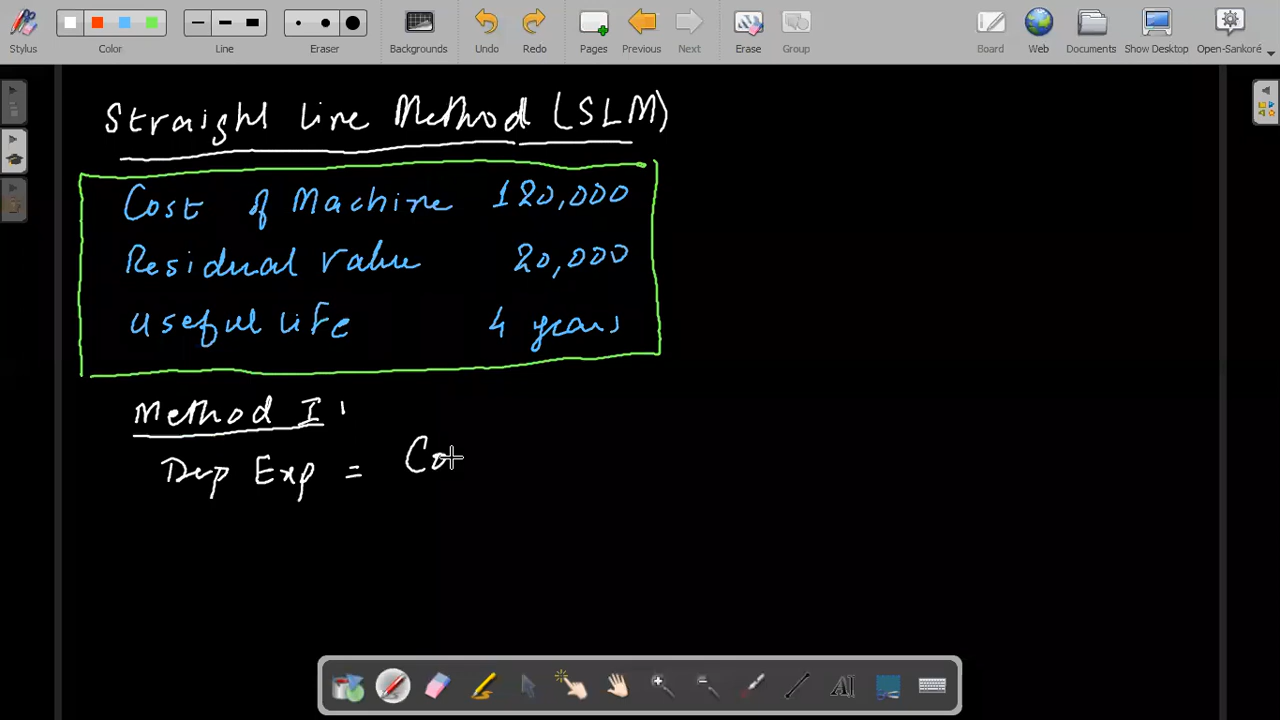 Stylus Color Line Eraser Backgrounds Undo Redo Pages Previous Next Erase Group Board Web Documents Show Desktop Open-Sankoré
Straight Line Method (SLM)
Cost of Machine 120,000
Residual Value 20,000
Useful life 4 years
Method I:
Dep Exp = Co
AI